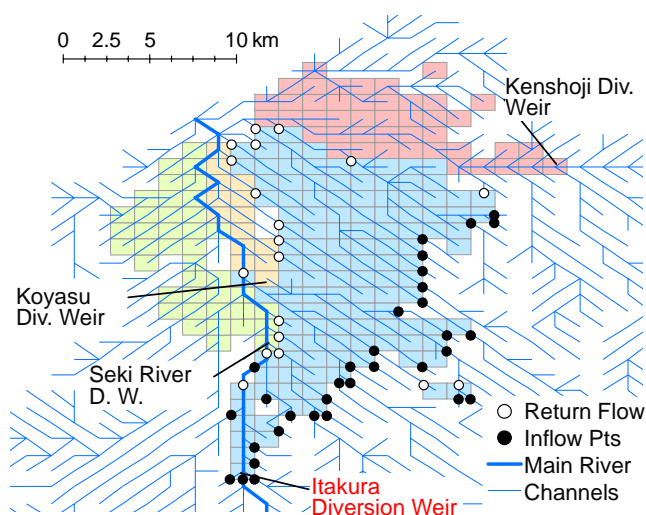 0 2.5 5 10 km
Kenshoji Div.
Weir
Koyasu
Div. Weir
Seki River
D. W.
Return Flow
Inflow Pts
Main River
Channels
Itakura
Diversion Weir